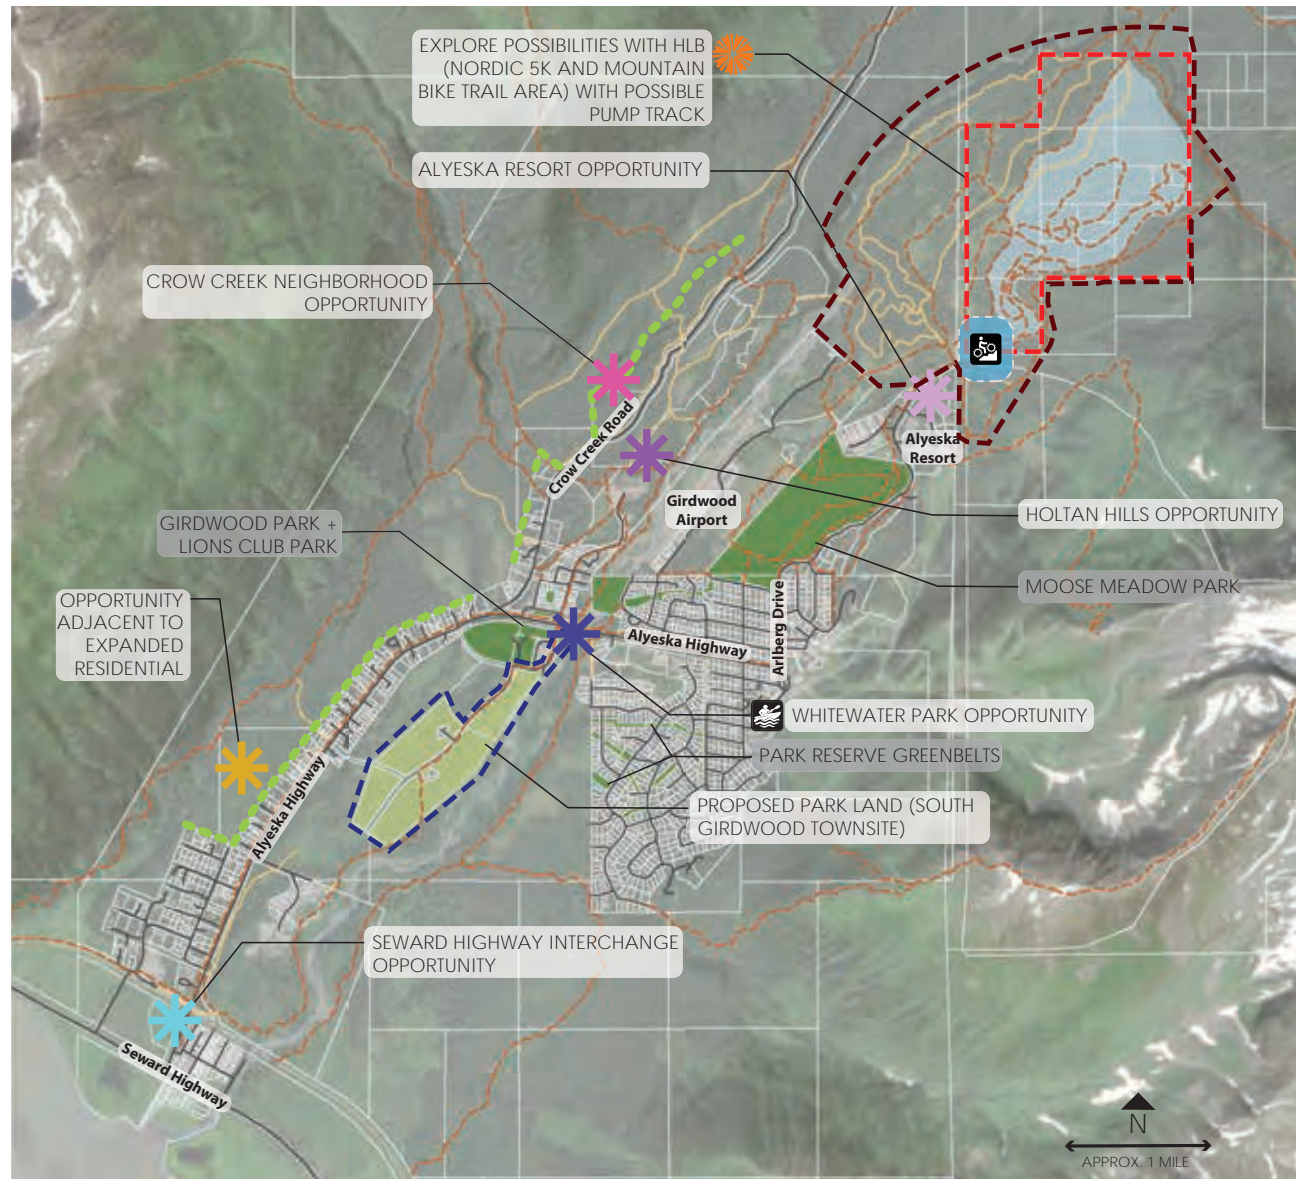 EXPLORE POSSIBILITIES WITH HLB
(NORDIC 5K AND MOUNTAIN
BIKE TRAIL AREA) WITH POSSIBLE
PUMP TRACK
ALYESKA RESORT OPPORTUNITY
CROW CREEK NEIGHBORHOOD
OPPORTUNITY
Crow Creek Road
Alyeska
Resort
Girdwood
Airport
HOLTAN HILLS OPPORTUNITY
GIRDWOOD PARK +
LIONS CLUB PARK
MOOSE MEADOW PARK
OPPORTUNITY
ADJACENT TO
EXPANDED
RESIDENTIAL
Arlberg Drive
Alyeska Highway
WHITEWATER PARK OPPORTUNITY
PARK RESERVE GREENBELTS
Alyeska Highway
PROPOSED PARK LAND (SOUTH
GIRDWOOD TOWNSITE)
SEWARD HIGHWAY INTERCHANGE
OPPORTUNITY
Seward Highway
N
APPROX. 1 MILE